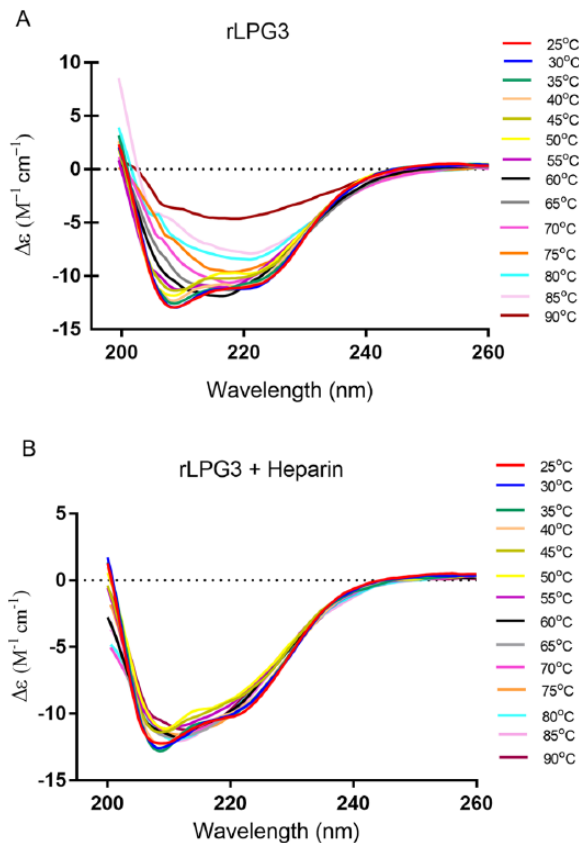 A
rLPG3
10
5
0
-5
-10
-15
Δε (M⁻¹ cm⁻¹)
200
220
240
260
Wavelength (nm)
25°C
30°C
35°C
40°C
45°C
50°C
55°C
60°C
65°C
70°C
75°C
80°C
85°C
90°C
B
rLPG3 + Heparin
5
0
-5
-10
-15
Δε (M⁻¹ cm⁻¹)
200
220
240
260
Wavelength (nm)
25°C
30°C
35°C
40°C
45°C
50°C
55°C
60°C
65°C
70°C
75°C
80°C
85°C
90°C